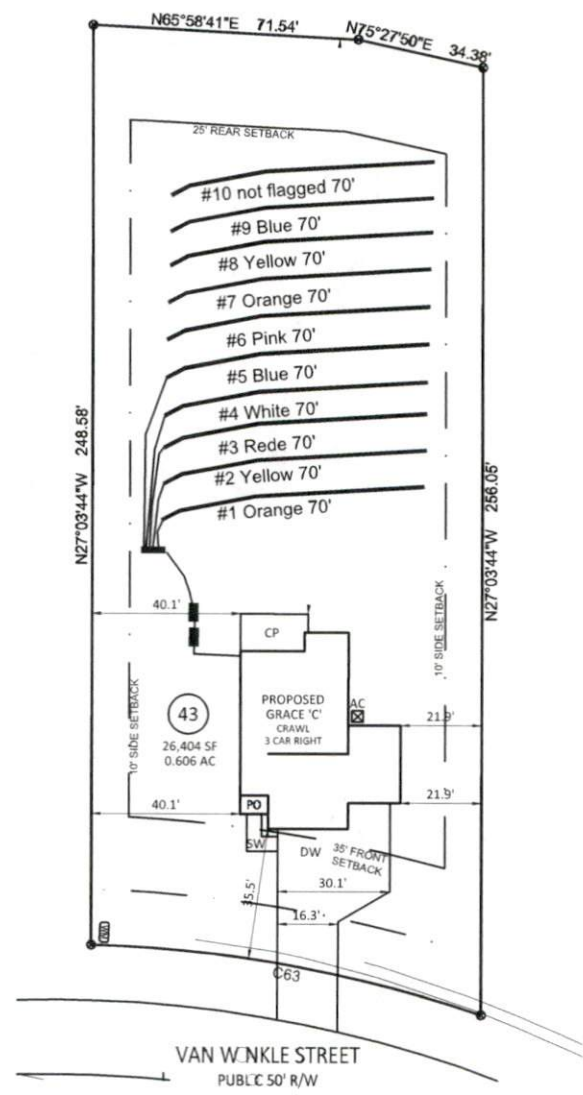 N65°58'41"E 71.54'
N75°27'50"E 34.38'
25' REAR SETBACK
#10 not flagged 70'
#9 Blue 70'
#8 Yellow 70'
#7 Orange 70'
#6 Pink 70'
#5 Blue 70'
#4 White 70'
#3 Rede 70'
#2 Yellow 70'
#1 Orange 70'
N27°03'44"W 248.58'
N27°03'44"W 256.05'
40.1'
CP
10' SIDE SETBACK
10' SIDE SETBACK
43
26,404 SF
0.606 AC
PROPOSED
GRACE 'C'
CRAWL
3 CAR RIGHT
AC
21.9'
40.1'
PO
21.9'
SW
DW
35' FRONT
SETBACK
30.1'
35.5'
16.3'
WM
C63
VAN W NKLE STREET
PUBL C 50' R/W